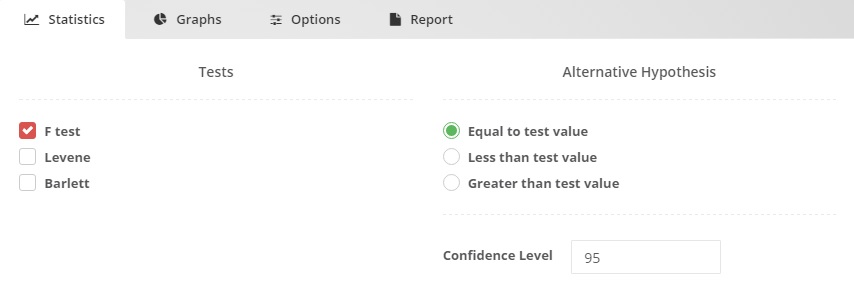 Statistics Graphs Options Report
Tests
F test
Levene
Barlett
Alternative Hypothesis
Equal to test value
Less than test value
Greater than test value
Confidence Level 95